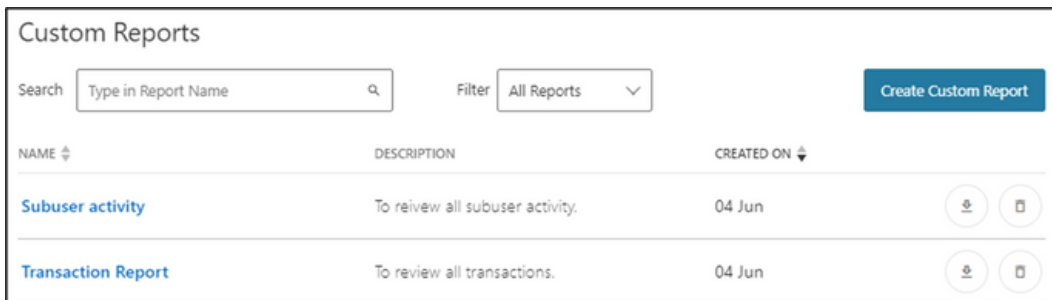 Custom Reports
Search Type in Report Name Filter All Reports Create Custom Report
NAME DESCRIPTION CREATED ON
Subuser activity To reivew all subuser activity. 04 Jun
Transaction Report To review all transactions. 04 Jun